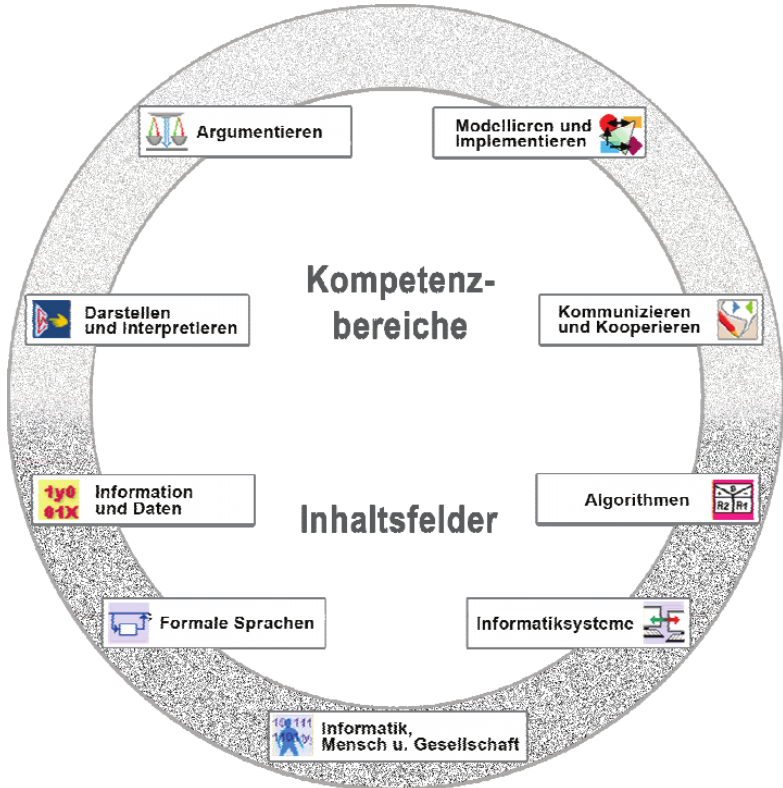 Argumentieren
Modellieren und
Implementieren
Kompetenz-
bereiche
Darstellen
und Interpretieren
Kommunizieren
und Kooperieren
1y0
01X
Information
und Daten
Inhaltsfelder
Algorithmen
B
R2 R1
Formale Sprachen
Informatiksysteme
Informatik,
Mensch u. Gesellschaft